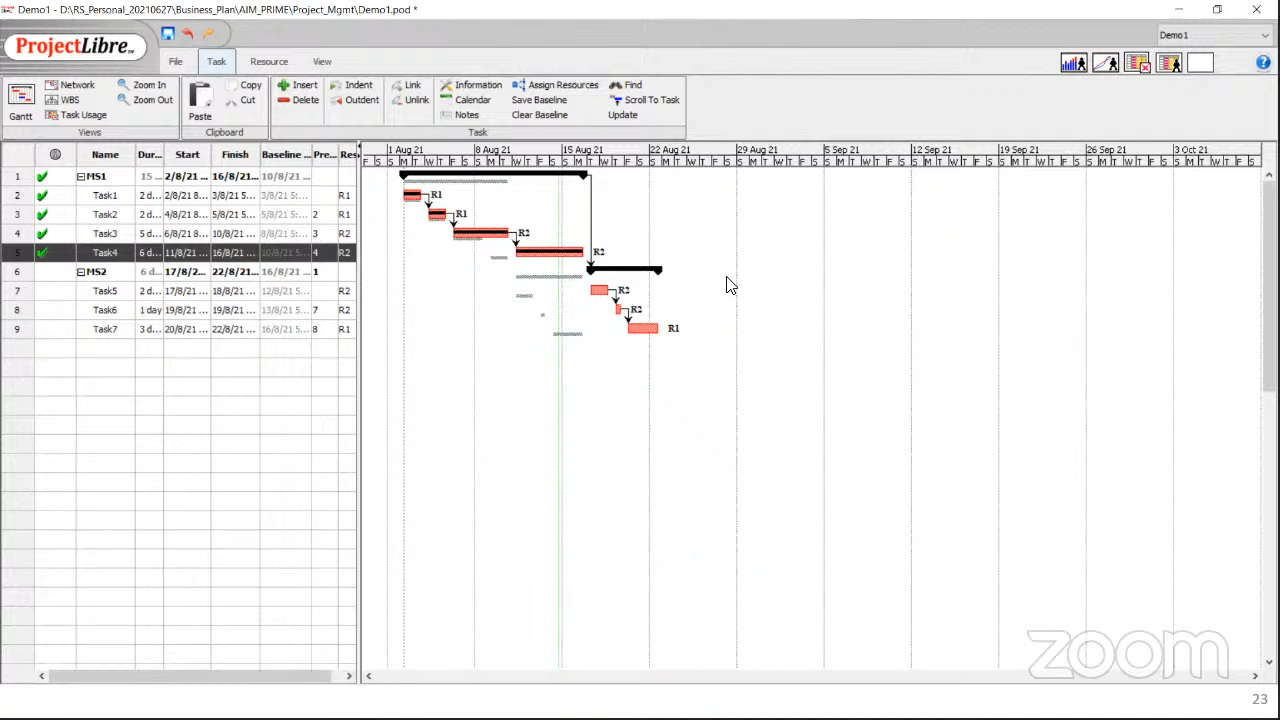 Demo1 - D:\RS_Personal_20210627\Business_Plan\AIM_PRIME\Project_Mgmt\Demo1.pod *
ProjectLibre
Demo1
File Task Resource View
Network Zoom In Copy Insert Indent Link Information Assign Resources Find
WBS Zoom Out Cut Delete Outdent Unlink Calendar Save Baseline Scroll To Task
Gantt Task Usage Paste Notes Clear Baseline Update
Views Clipboard Task
1 Aug 21 8 Aug 21 15 Aug 21 22 Aug 21 29 Aug 21 5 Sep 21 12 Sep 21 19 Sep 21 26 Sep 21 3 Oct 21
Name Dur... Start Finish Baseline ... Pre... Res
F S S M T W T F S S M T W T F S S M T W T F S S M T W T F S S M T W T F S S M T W T F S S M T W T F S S M T W T F S S M T W T F S S M T W T F S
1 MS1 15 ... 2/8/21 ... 16/8/21... 10/8/21 ...
2 Task1 2 d... 2/8/21 8... 3/8/21 ... 3/8/21 5:... R1 R1
3 Task2 2 d... 4/8/21 8... 5/8/21 ... 5/8/21 5:... 2 R1 R1
4 Task3 5 d... 6/8/21 8... 10/8/21 ... 8/8/21 5:... 3 R2 R2
5 Task4 6 d... 11/8/21 ... 16/8/21 ... 10/8/21 5... 4 R2 R2
6 MS2 6 d... 17/8/2... 22/8/21... 16/8/21 ... 1
7 Task5 2 d... 17/8/21 ... 18/8/21 ... 12/8/21 5... R2 R2
8 Task6 1 day 19/8/21 ... 19/8/21 ... 13/8/21 5... 7 R2 R2
9 Task7 3 d... 20/8/21 ... 22/8/21 ... 16/8/21 5... 8 R1 R1
zoom
23